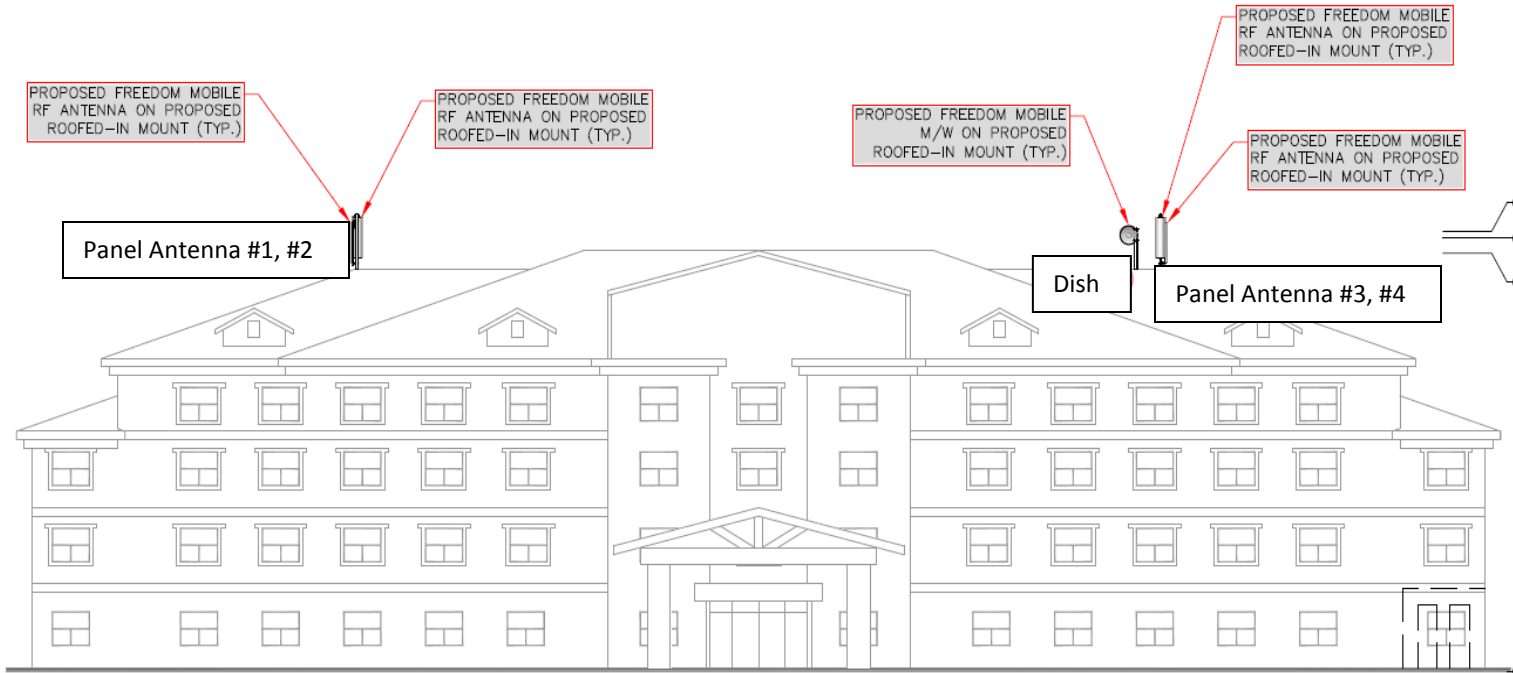 PROPOSED FREEDOM MOBILE
RF ANTENNA ON PROPOSED
ROOFED-IN MOUNT (TYP.)
PROPOSED FREEDOM MOBILE
RF ANTENNA ON PROPOSED
ROOFED-IN MOUNT (TYP.)
PROPOSED FREEDOM MOBILE
M/W ON PROPOSED
ROOFED-IN MOUNT (TYP.)
PROPOSED FREEDOM MOBILE
RF ANTENNA ON PROPOSED
ROOFED-IN MOUNT (TYP.)
PROPOSED FREEDOM MOBILE
RF ANTENNA ON PROPOSED
ROOFED-IN MOUNT (TYP.)
Panel Antenna #1, #2
Dish
Panel Antenna #3, #4